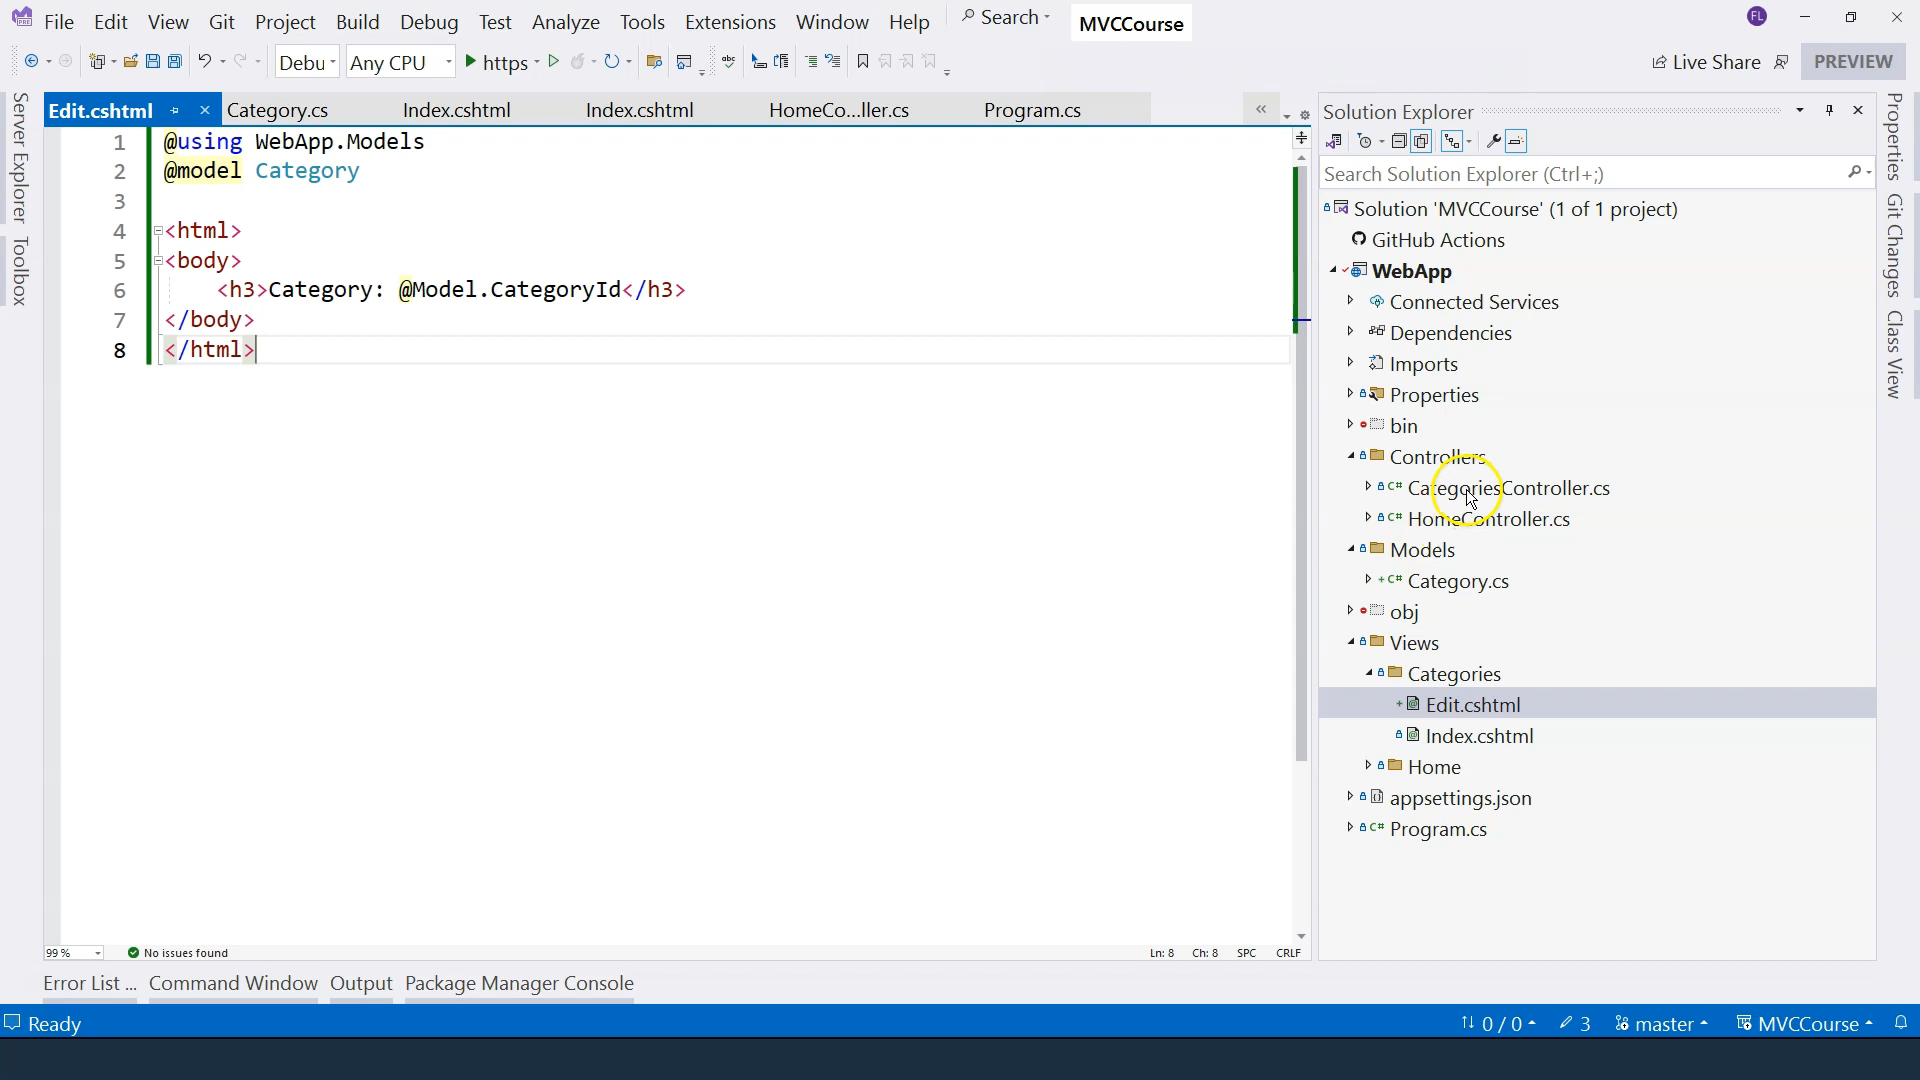 File Edit View Git Project Build Debug Test Analyze Tools Extensions Window Help Search MVCCourse FL
Debu Any CPU https abc Live Share PREVIEW
Edit.cshtml Category.cs Index.cshtml Index.cshtml HomeCo...ller.cs Program.cs
1 @using WebApp.Models
2 @model Category
3
4 <html>
5 <body>
6 <h3>Category: @Model.CategoryId</h3>
7 </body>
8 </html>
99 % No issues found Ln: 8 Ch: 8 SPC CRLF
Server Explorer
Toolbox
Solution Explorer
Search Solution Explorer (Ctrl+;)
Solution 'MVCCourse' (1 of 1 project)
GitHub Actions
WebApp
Connected Services
Dependencies
Imports
Properties
bin
Controllers
C# CategoriesController.cs
C# HomeController.cs
Models
C# Category.cs
obj
Views
Categories
Edit.cshtml
Index.cshtml
Home
appsettings.json
C# Program.cs
Properties
Git Changes
Class View
Error List ... Command Window Output Package Manager Console
Ready 0 / 0 3 master MVCCourse